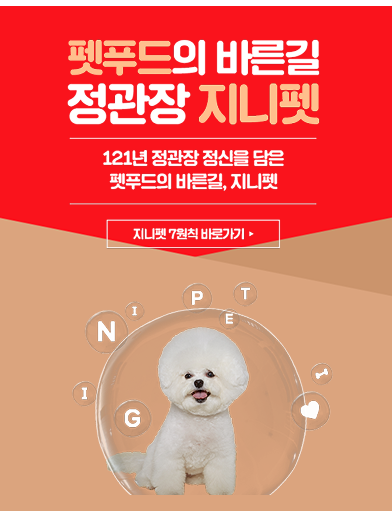 펫푸드의 바른길
정관장 지니펫
121년 정관장 정신을 담은
펫푸드의 바른길, 지니펫
지니펫 7원칙 바로가기 ▸
P
T
I
E
N
I
G